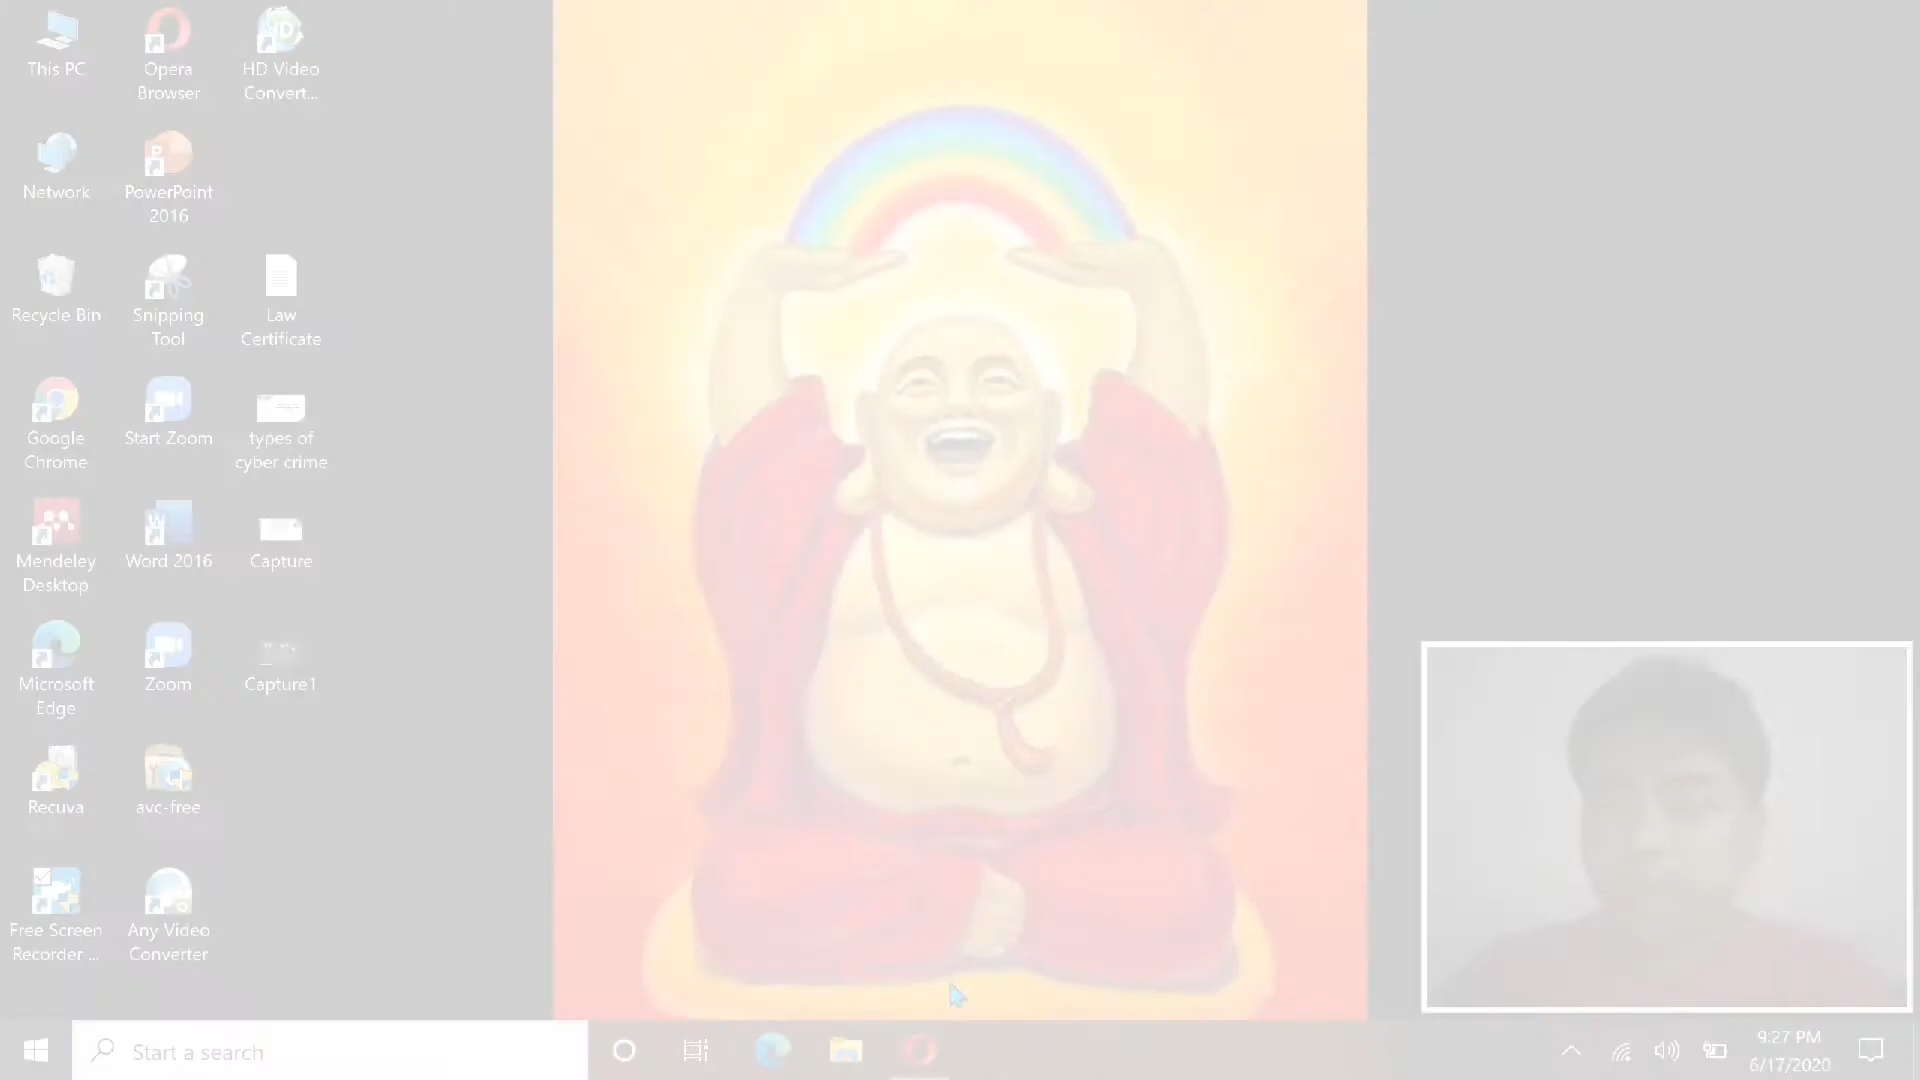 This PC
Opera
Browser
HD Video
Convert...
Network
PowerPoint
2016
Recycle Bin
Snipping
Tool
Law
Certificate
Google
Chrome
Start Zoom
types of
cyber crime
Mendeley
Desktop
Word 2016
Capture
Microsoft
Edge
Zoom
Capture1
Recuva
avc-free
Free Screen
Recorder ...
Any Video
Converter
Start a search
9:27 PM
6/17/2020